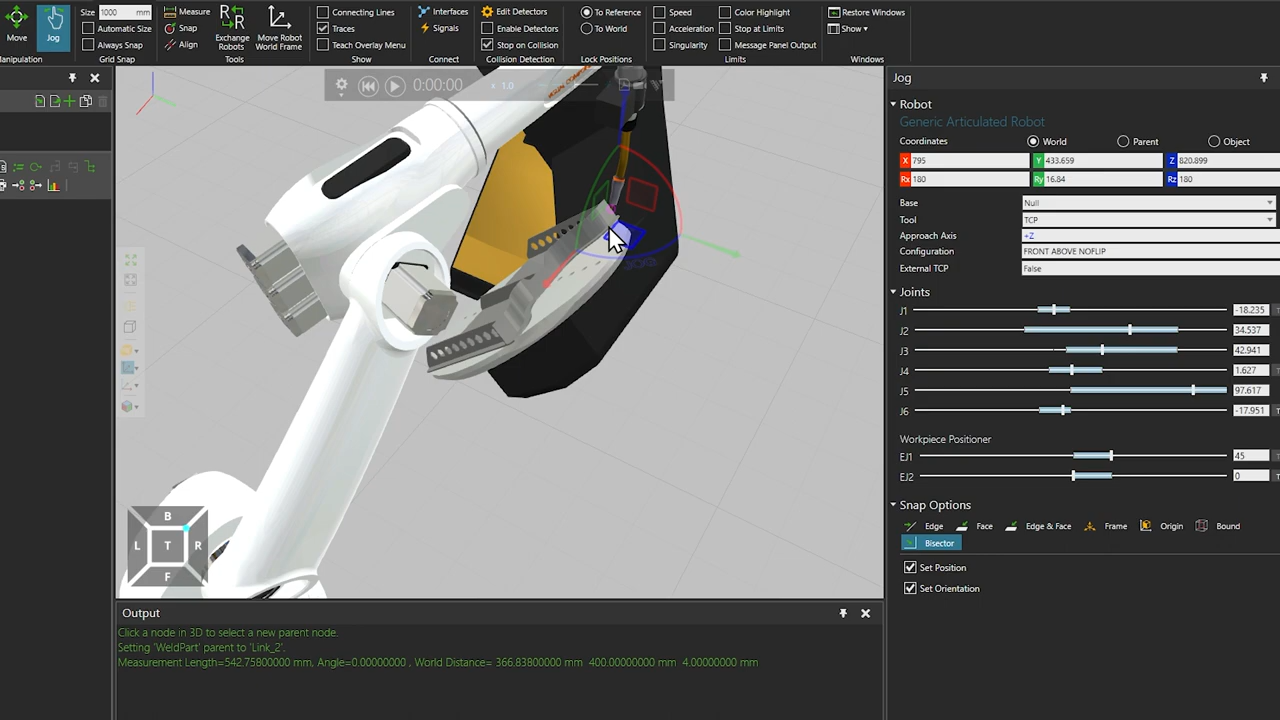 Size 1000 mm
Measure
Connecting Lines
Interfaces
Edit Detectors
To Reference
Speed
Color Highlight
Restore Windows
Automatic Size
Snap
Traces
Signals
Enable Detectors
To World
Acceleration
Stop at Limits
Show
Move
Jog
Always Snap
Align
Exchange Robots
Move Robot World Frame
Teach Overlay Menu
Stop on Collision
Singularity
Message Panel Output
Grid Snap
Tools
Show
Connect
Collision Detection
Lock Positions
Limits
Windows
0:00:00
x 1.0
Jog
Robot
Generic Articulated Robot
Coordinates World Parent Object
X 795 Y 433.659 Z 820.899
Rx 180 Ry 16.84 Rz 180
Base Null
Tool TCP
Approach Axis +Z
Configuration FRONT ABOVE NOFLIP
External TCP False
Joints
J1 -18.235
J2 34.537
J3 42.941
J4 1.627
J5 97.617
J6 -17.951
Workpiece Positioner
EJ1 45
EJ2 0
Snap Options
Edge Face Edge & Face Frame Origin Bound
Bisector
Set Position
Set Orientation
B
L T R
F
Output
Click a node in 3D to select a new parent node.
Setting 'WeldPart' parent to 'Link_2'.
Measurement Length=542.75800000 mm, Angle=0.00000000 , World Distance= 366.83800000 mm 400.00000000 mm 4.00000000 mm